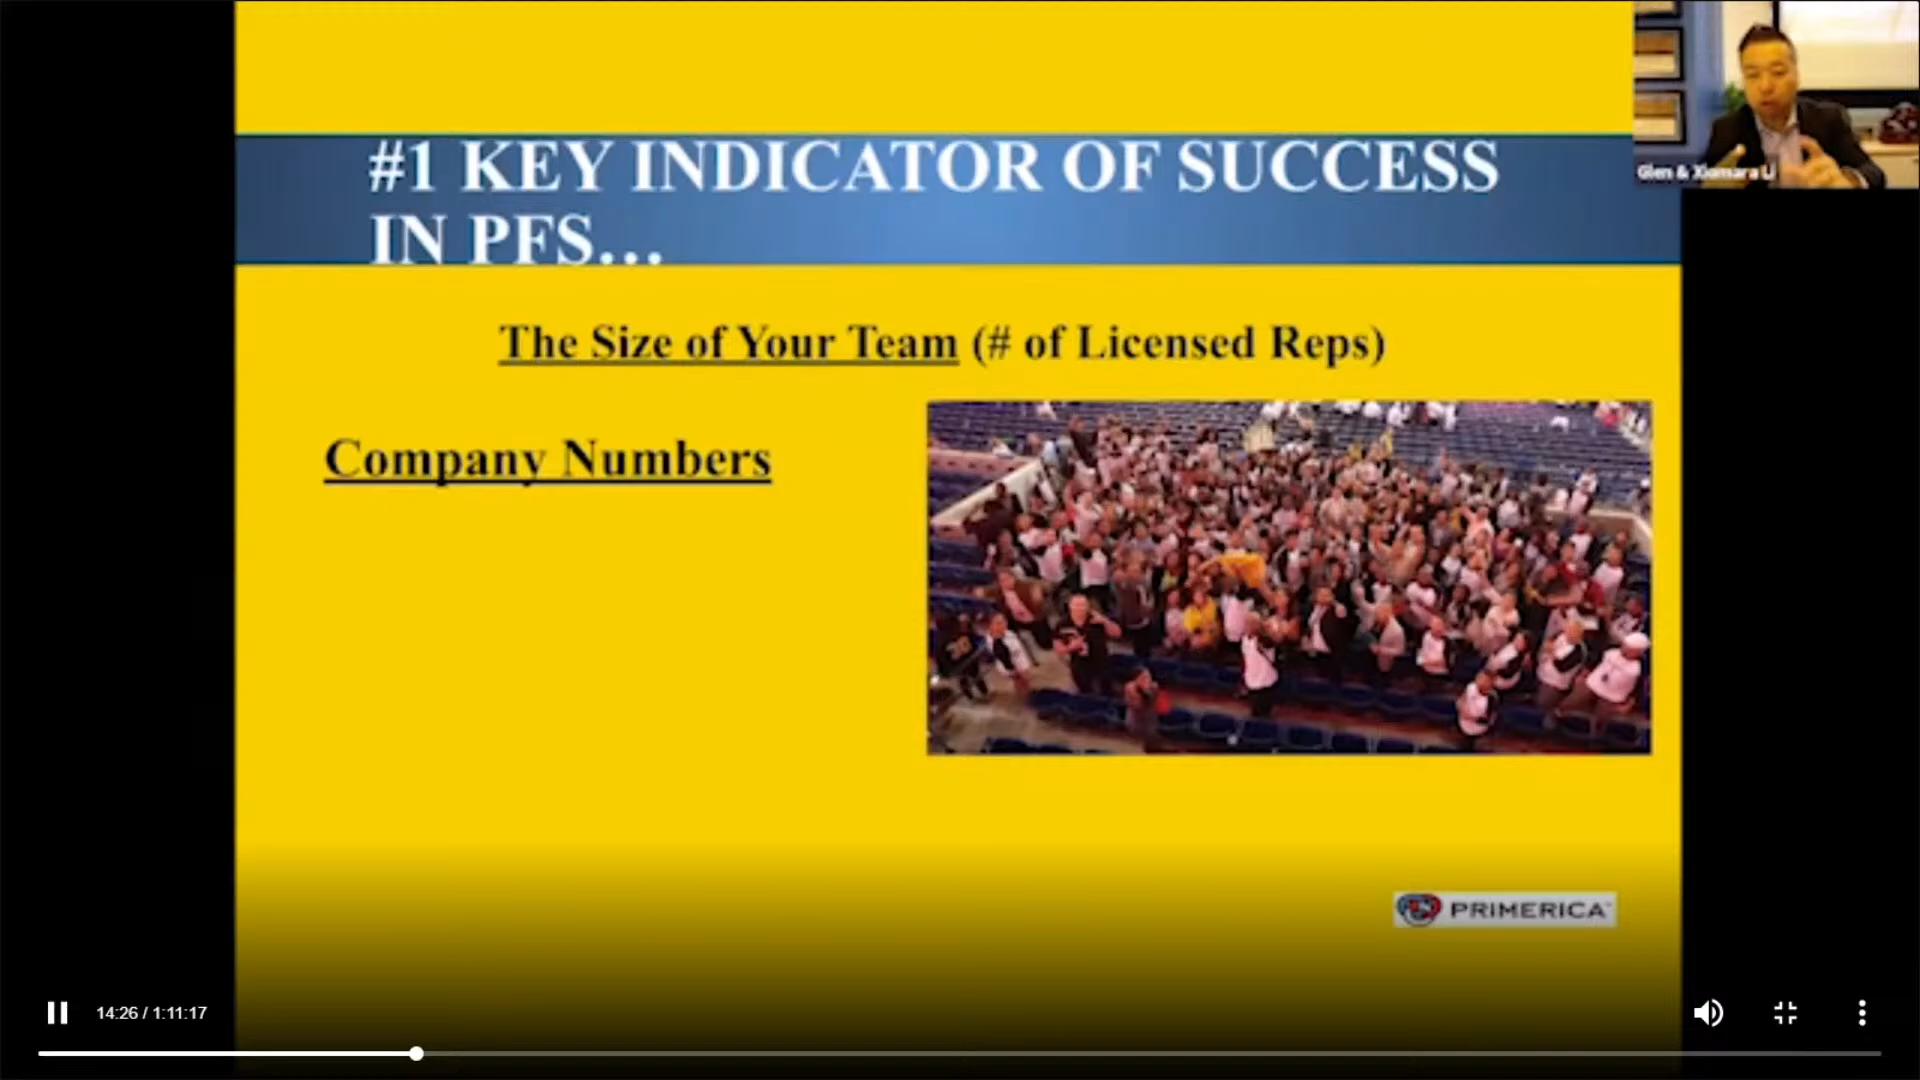 #1 KEY INDICATOR OF SUCCESS
IN PFS...
Glen & Xiomara Li
The Size of Your Team (# of Licensed Reps)
Company Numbers
PRIMERICA
14:26 / 1:11:17